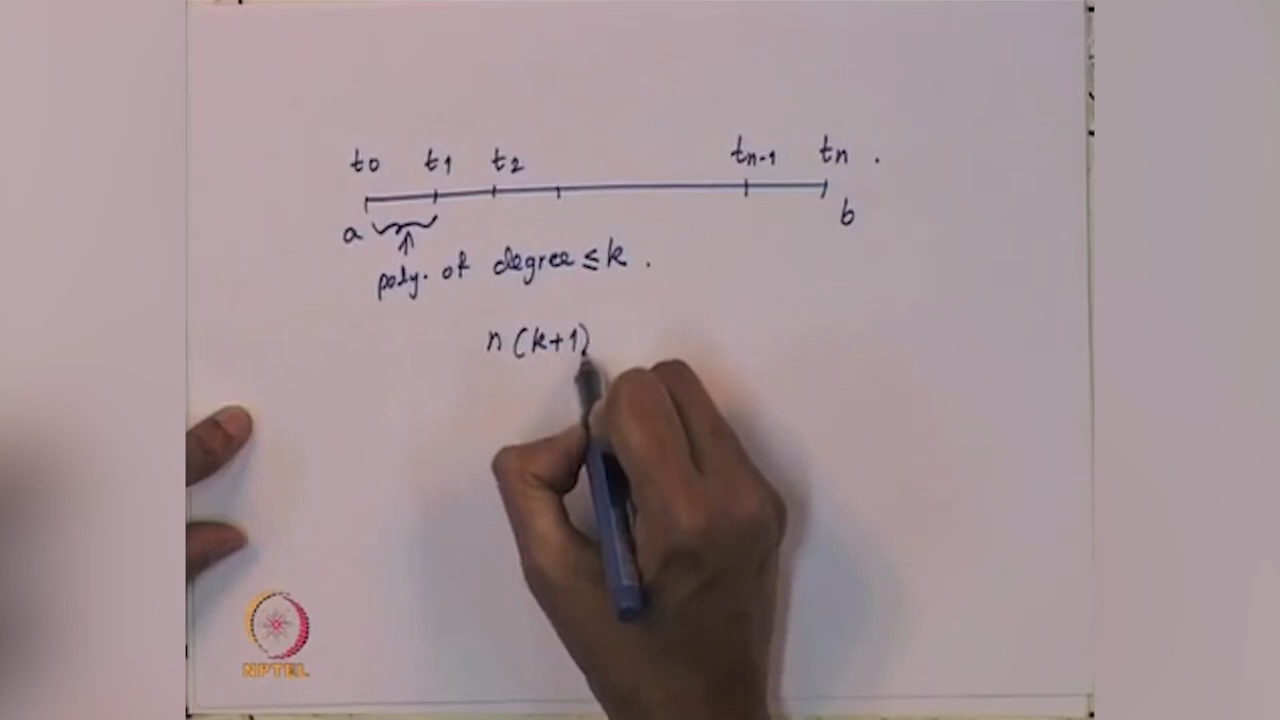 t0 t1 t2 tn-1 tn .
a b
poly. of degree ≤ k .
n (k+1)
NPTEL